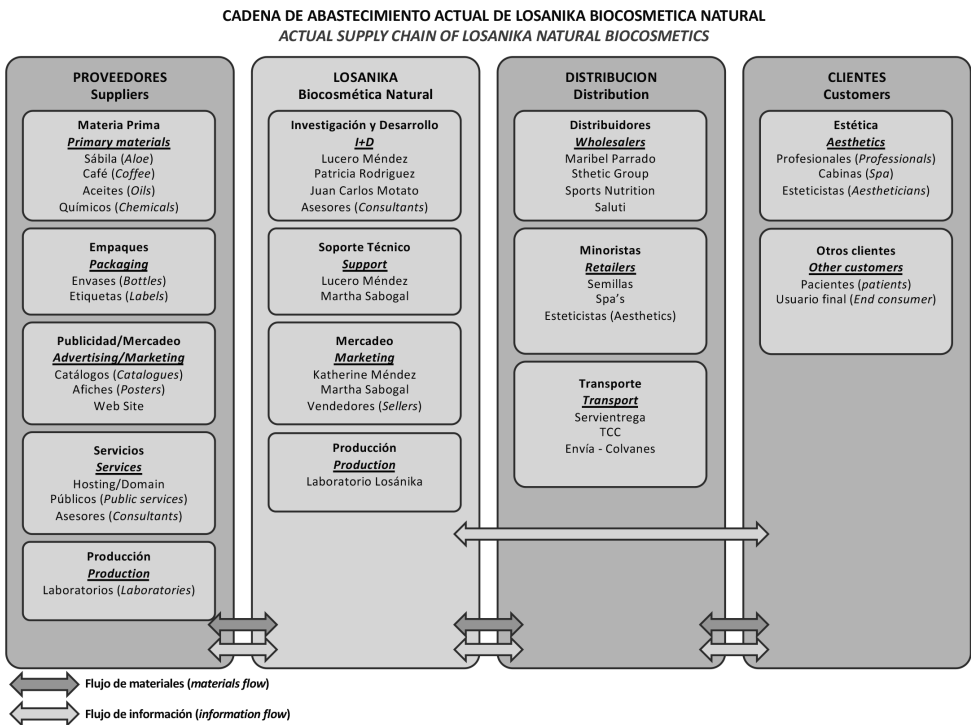 CADENA DE ABASTECIMIENTO ACTUAL DE LOSANIKA BIOCOSMETICA NATURAL
ACTUAL SUPPLY CHAIN OF LOSANIKA NATURAL BIOCOSMETICS
PROVEEDORES
Suppliers
Materia Prima
Primary materials
Sábila (Aloe)
Café (Coffee)
Aceites (Oils)
Químicos (Chemicals)
Empaques
Packaging
Envases (Bottles)
Etiquetas (Labels)
Publicidad/Mercadeo
Advertising/Marketing
Catálogos (Catalogues)
Afiches (Posters)
Web Site
Servicios
Services
Hosting/Domain
Públicos (Public services)
Asesores (Consultants)
Producción
Production
Laboratorios (Laboratories)
LOSANIKA
Biocosmética Natural
Investigación y Desarrollo
I+D
Lucero Méndez
Patricia Rodriguez
Juan Carlos Motato
Asesores (Consultants)
Soporte Técnico
Support
Lucero Méndez
Martha Sabogal
Mercadeo
Marketing
Katherine Méndez
Martha Sabogal
Vendedores (Sellers)
Producción
Production
Laboratorio Losánika
DISTRIBUCION
Distribution
Distribuidores
Wholesalers
Maribel Parrado
Sthetic Group
Sports Nutrition
Saluti
Minoristas
Retailers
Semillas
Spa's
Esteticistas (Aesthetics)
Transporte
Transport
Servientrega
TCC
Envía - Colvanes
CLIENTES
Customers
Estética
Aesthetics
Profesionales (Professionals)
Cabinas (Spa)
Esteticistas (Aestheticians)
Otros clientes
Other customers
Pacientes (patients)
Usuario final (End consumer)
Flujo de materiales (materials flow)
Flujo de información (information flow)